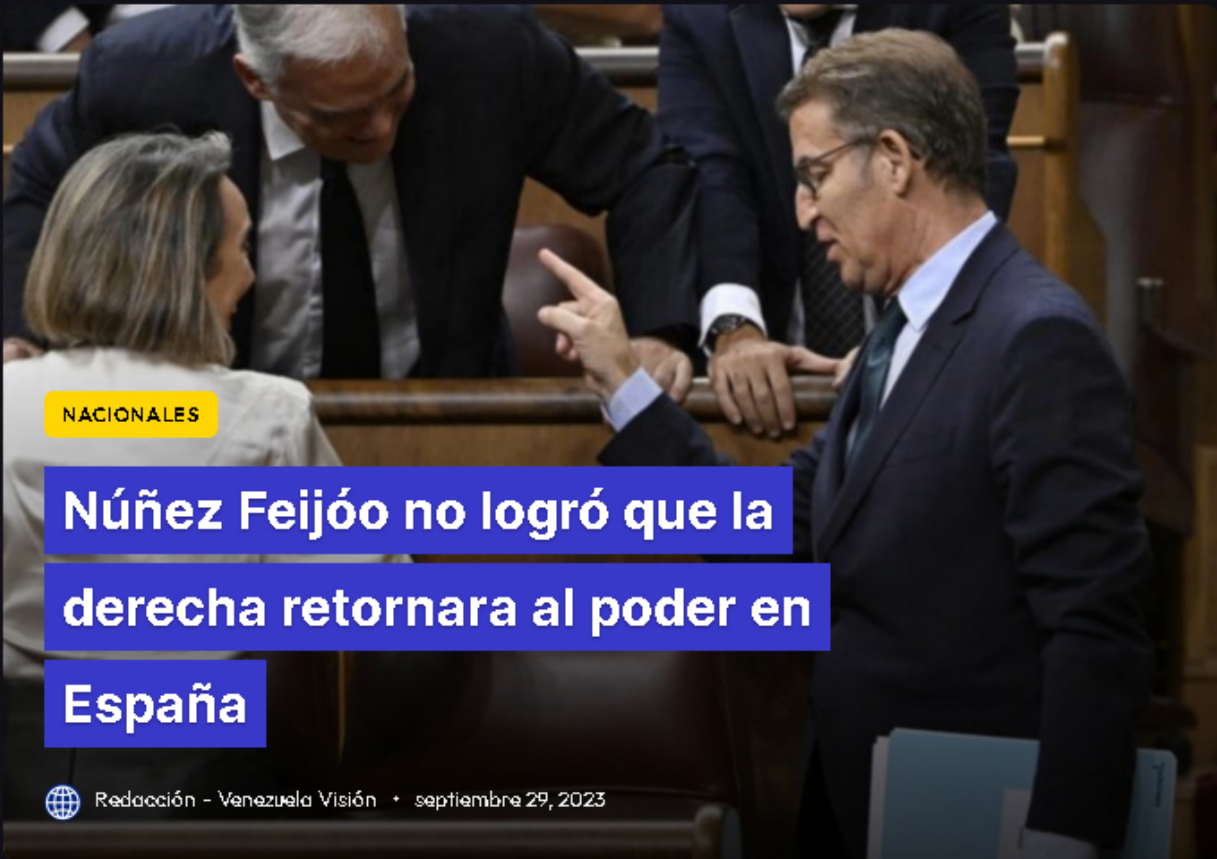 NACIONALES
Núñez Feijóo no logró que la
derecha retornara al poder en
España
Redacción - Venezuela Visión • septiembre 29, 2023